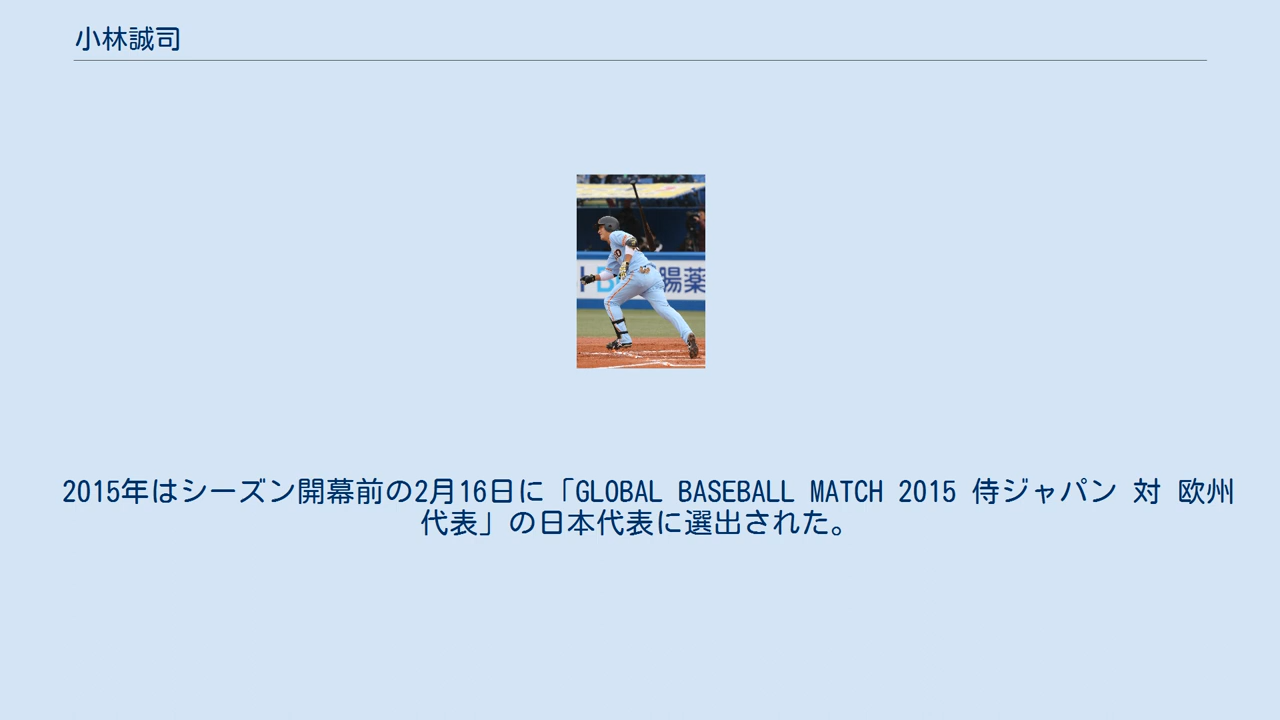 小林誠司
腸薬
2015年はシーズン開幕前の2月16日に「GLOBAL BASEBALL MATCH 2015 侍ジャパン 対 欧州
代表」の日本代表に選出された。